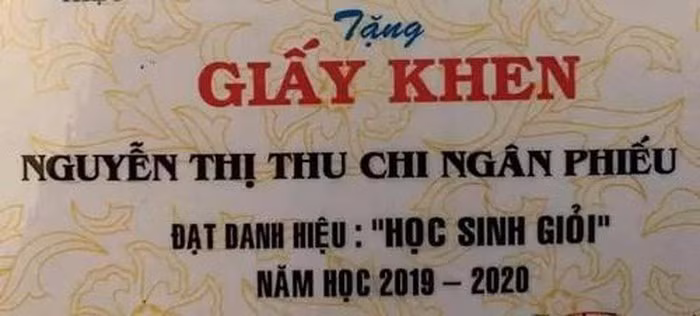 Tặng
GIẤY KHEN
NGUYỄN THỊ THU CHI NGÂN PHIẾU
ĐẠT DANH HIỆU : "HỌC SINH GIỎI"
NĂM HỌC 2019 – 2020